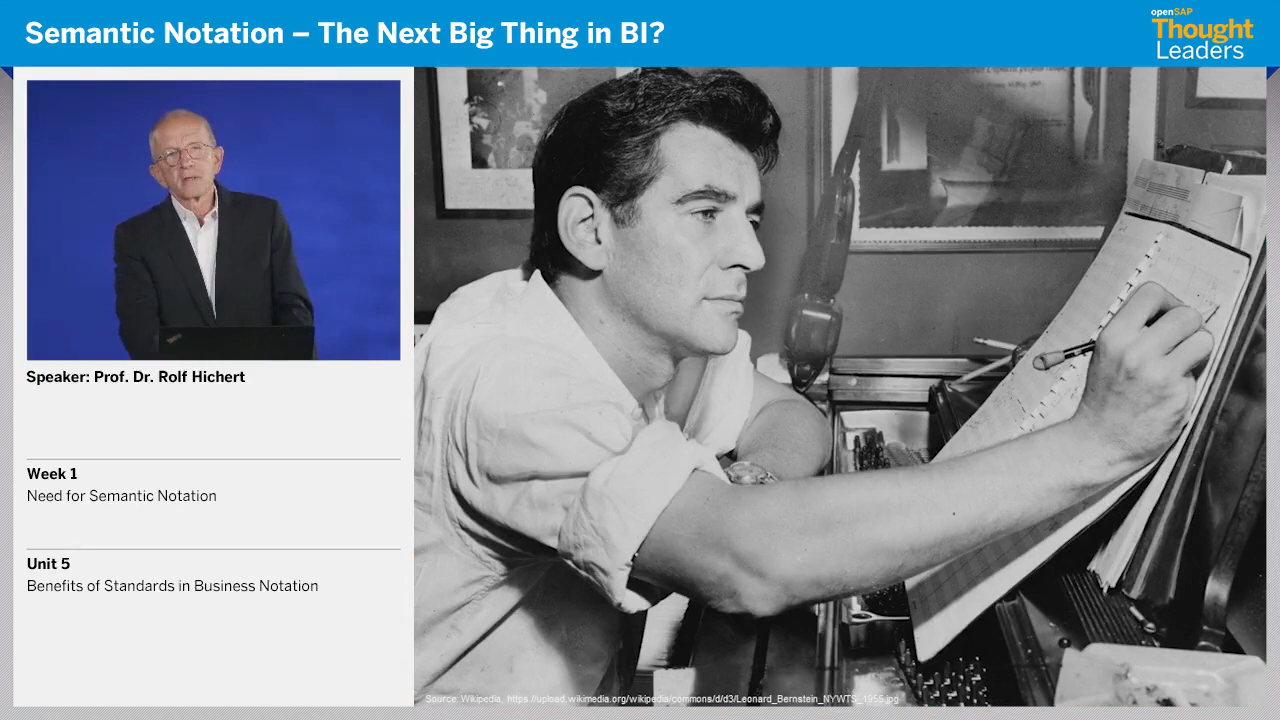 Semantic Notation – The Next Big Thing in BI?
openSAP
Thought
Leaders
Speaker: Prof. Dr. Rolf Hichert
Week 1
Need for Semantic Notation
Unit 5
Benefits of Standards in Business Notation
Source: Wikipedia, https://upload.wikimedia.org/wikipedia/commons/d/d3/Leonard_Bernstein_NYWTS_1955.jpg